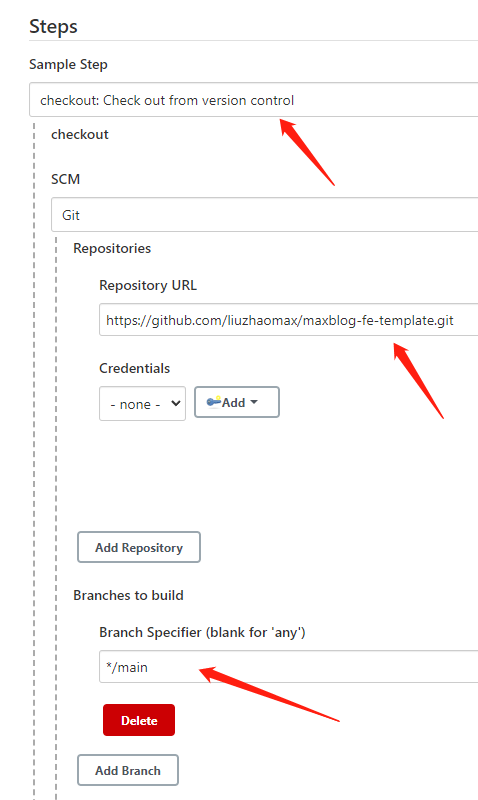 Steps
Sample Step
checkout: Check out from version control
checkout
SCM
Git
Repositories
Repository URL
https://github.com/liuzhaomax/maxblog-fe-template.git
Credentials
- none -
Add
Add Repository
Branches to build
Branch Specifier (blank for 'any')
*/main
Delete
Add Branch